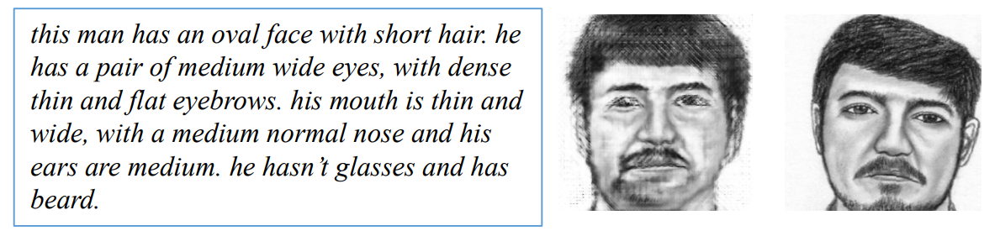 this man has an oval face with short hair. he
has a pair of medium wide eyes, with dense
thin and flat eyebrows. his mouth is thin and
wide, with a medium normal nose and his
ears are medium. he hasn’t glasses and has
beard.